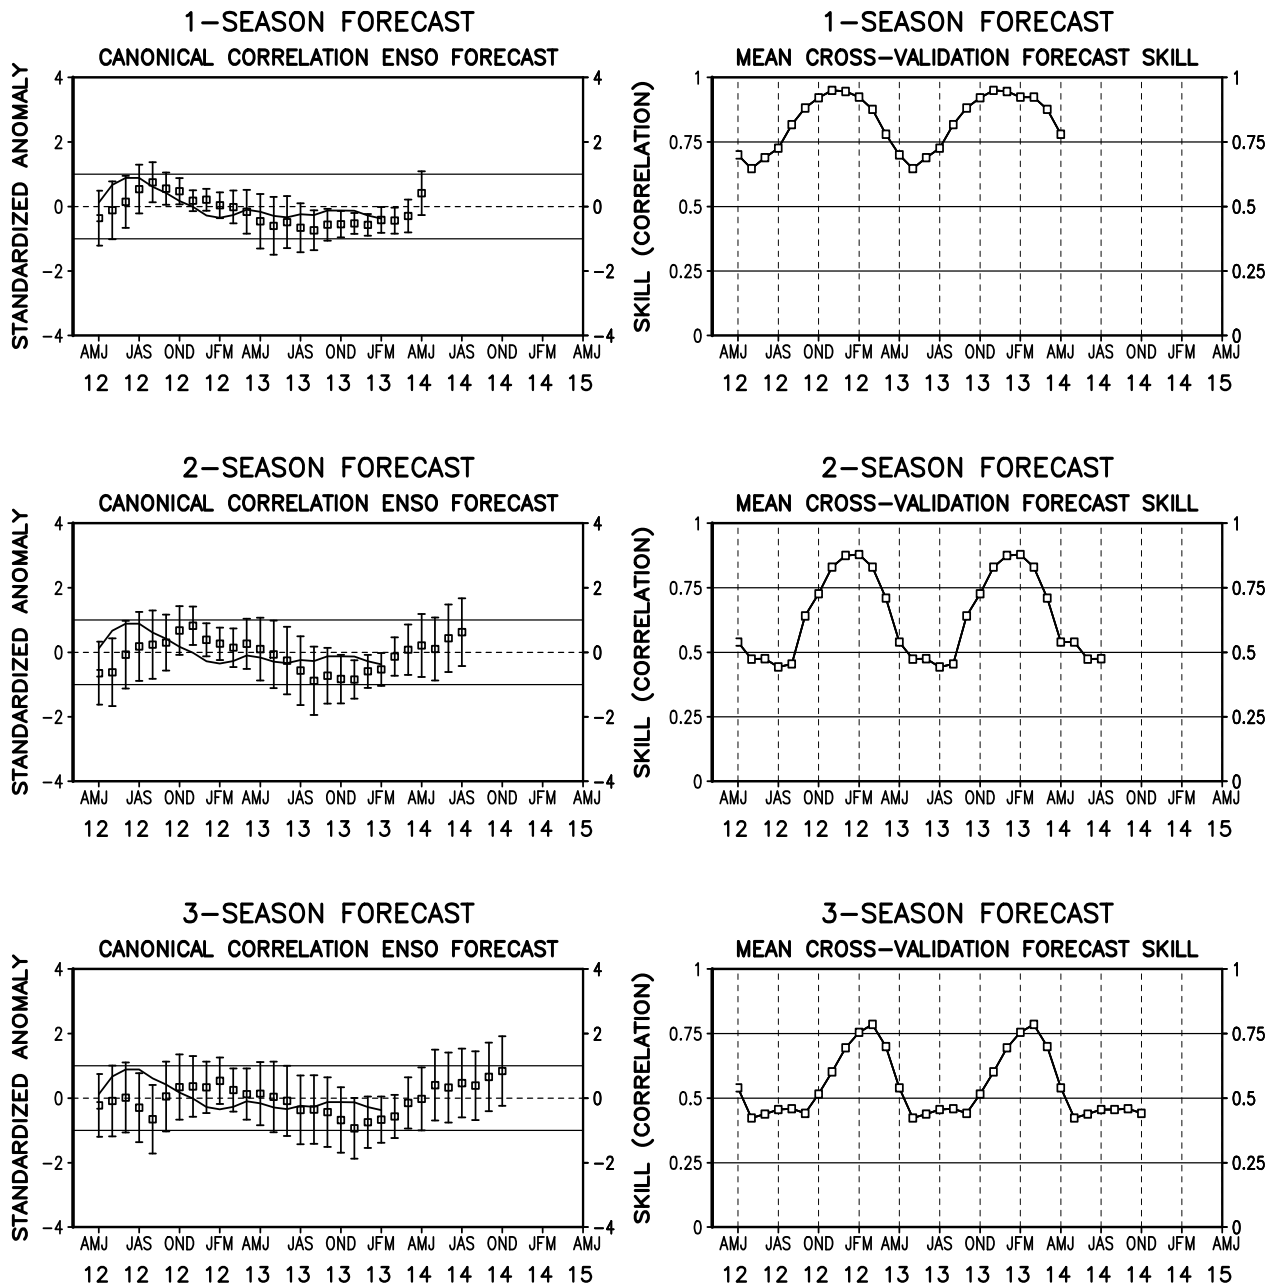 1-SEASON FORECAST
CANONICAL CORRELATION ENSO FORECAST
STANDARDIZED ANOMALY
4 4
2 2
0 0
-2 -2
-4 -4
AMJ JAS OND JFM AMJ JAS OND JFM AMJ JAS OND JFM AMJ
12 12 12 12 13 13 13 13 14 14 14 14 15
1-SEASON FORECAST
MEAN CROSS-VALIDATION FORECAST SKILL
SKILL (CORRELATION)
1 1
0.75 0.75
0.5 0.5
0.25 0.25
0 0
AMJ JAS OND JFM AMJ JAS OND JFM AMJ JAS OND JFM AMJ
12 12 12 12 13 13 13 13 14 14 14 14 15
2-SEASON FORECAST
CANONICAL CORRELATION ENSO FORECAST
STANDARDIZED ANOMALY
4 4
2 2
0 0
-2 -2
-4 -4
AMJ JAS OND JFM AMJ JAS OND JFM AMJ JAS OND JFM AMJ
12 12 12 12 13 13 13 13 14 14 14 14 15
2-SEASON FORECAST
MEAN CROSS-VALIDATION FORECAST SKILL
SKILL (CORRELATION)
1 1
0.75 0.75
0.5 0.5
0.25 0.25
0 0
AMJ JAS OND JFM AMJ JAS OND JFM AMJ JAS OND JFM AMJ
12 12 12 12 13 13 13 13 14 14 14 14 15
3-SEASON FORECAST
CANONICAL CORRELATION ENSO FORECAST
STANDARDIZED ANOMALY
4 4
2 2
0 0
-2 -2
-4 -4
AMJ JAS OND JFM AMJ JAS OND JFM AMJ JAS OND JFM AMJ
12 12 12 12 13 13 13 13 14 14 14 14 15
3-SEASON FORECAST
MEAN CROSS-VALIDATION FORECAST SKILL
SKILL (CORRELATION)
1 1
0.75 0.75
0.5 0.5
0.25 0.25
0 0
AMJ JAS OND JFM AMJ JAS OND JFM AMJ JAS OND JFM AMJ
12 12 12 12 13 13 13 13 14 14 14 14 15